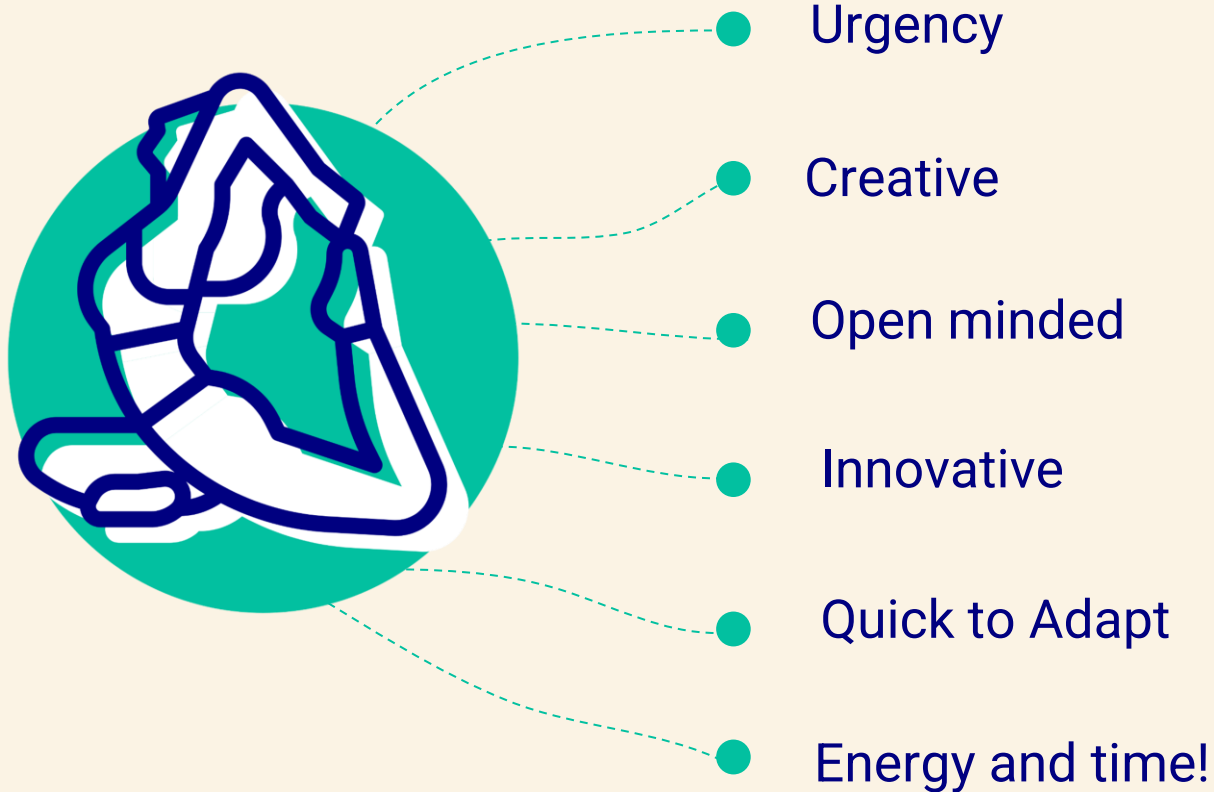 Urgency
Creative
Open minded
Innovative
Quick to Adapt
Energy and time!